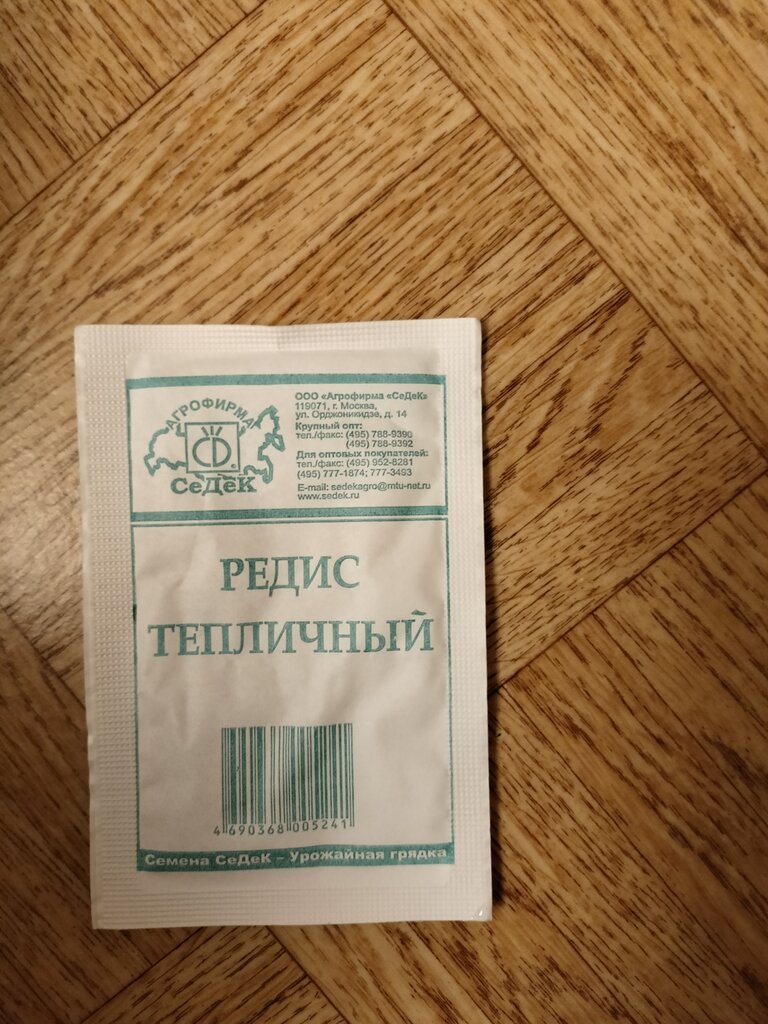 АГРОФИРМА
СеДеК
ООО «Агрофирма «СеДеК»
119071, г. Москва,
ул. Орджоникидзе, д. 14
Крупный опт:
тел./факс: (495) 788-9390
(495) 788-9392
Для оптовых покупателей:
тел./факс: (495) 952-8281
(495) 777-1874; 777-3493
E-mail: sedekagro@mtu-net.ru
www.sedek.ru
РЕДИС
ТЕПЛИЧНЫЙ
4 690368 005241
Семена СеДеК – Урожайная грядка